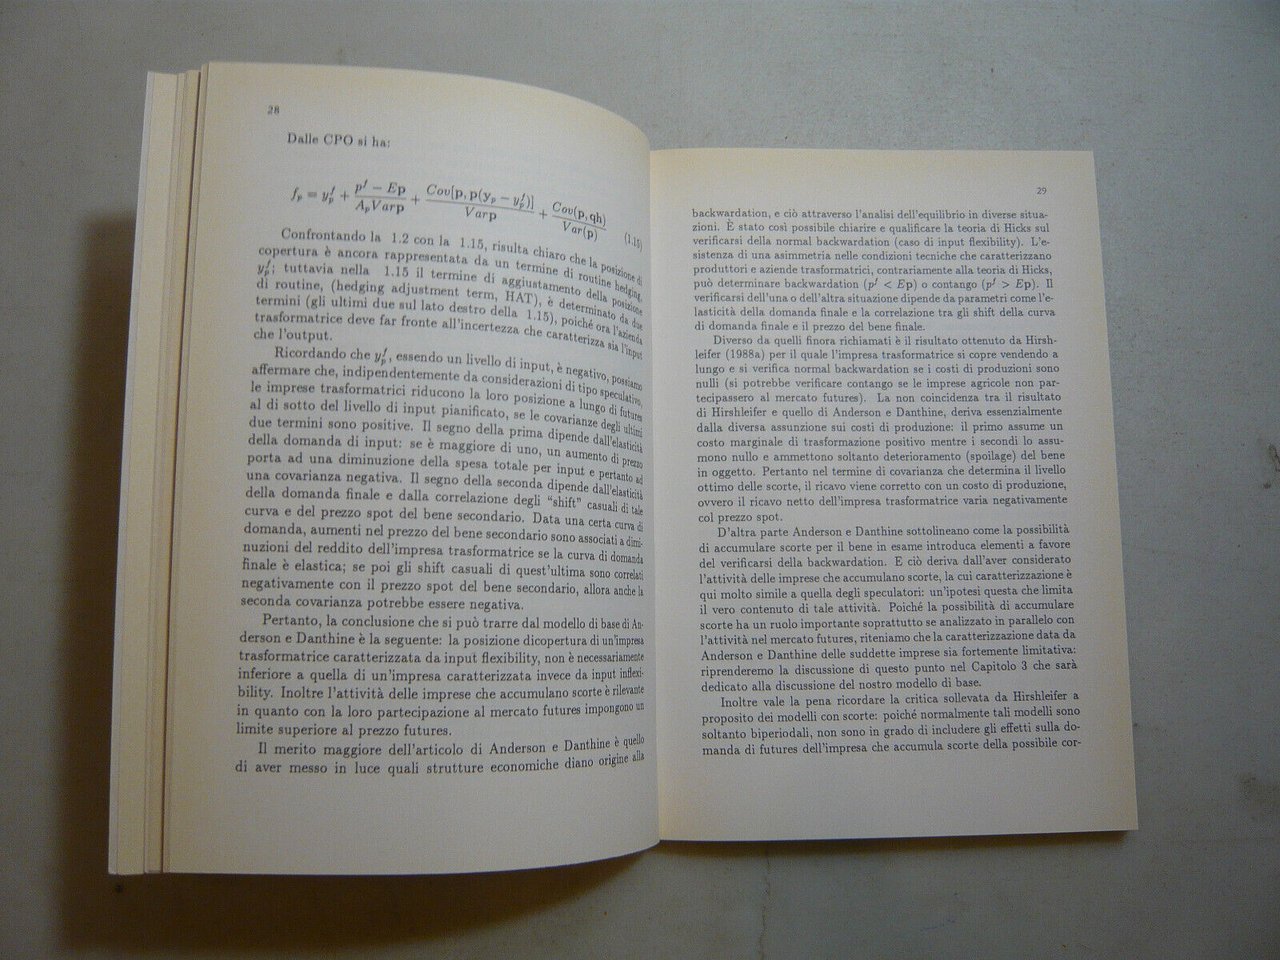 28
Dalle CPO si ha:
f_p = y_p^f + (p^f − Ep)/(A_p Varp) + Cov[p, p(y_p − y_p^f)]/Varp + Cov(p, qh)/Var(p) (1.15)
Confrontando la 1.2 con la 1.15, risulta chiaro che la posizione di
copertura è ancora rappresentata da un termine di routine hedging,
y_p^f; tuttavia nella 1.15 il termine di aggiustamento della posizione
di routine, (hedging adjustment term, HAT), è determinato da due
termini (gli ultimi due sul lato destro della 1.15), poiché ora l'azienda
trasformatrice deve far fronte all'incertezza che caratterizza sia l'input
che l'output.
Ricordando che y_p^f, essendo un livello di input, è negativo, possiamo
affermare che, indipendentemente da considerazioni di tipo speculativo,
le imprese trasformatrici riducono la loro posizione a lungo di futures
al di sotto del livello di input pianificato, se le covarianze degli ultimi
due termini sono positive. Il segno della prima dipende dall'elasticità
della domanda di input: se è maggiore di uno, un aumento di prezzo
porta ad una diminuzione della spesa totale per input e pertanto ad
una covarianza negativa. Il segno della seconda dipende dall'elasticità
della domanda finale e dalla correlazione degli "shift" casuali di tale
curva e del prezzo spot del bene secondario. Data una certa curva di
domanda, aumenti nel prezzo del bene secondario sono associati a dimi-
nuzioni del reddito dell'impresa trasformatrice se la curva di domanda
finale è elastica; se poi gli shift casuali di quest'ultima sono correlati
negativamente con il prezzo spot del bene secondario, allora anche la
seconda covarianza potrebbe essere negativa.
Pertanto, la conclusione che si può trarre dal modello di base di An-
derson e Danthine è la seguente: la posizione dicopertura di un'impresa
trasformatrice caratterizzata da input flexibility, non è necessariamente
inferiore a quella di un'impresa caratterizzata invece da input inflexi-
bility. Inoltre l'attività delle imprese che accumulano scorte è rilevante
in quanto con la loro partecipazione al mercato futures impongono un
limite superiore al prezzo futures.
Il merito maggiore dell'articolo di Anderson e Danthine è quello
di aver messo in luce quali strutture economiche diano origine alla
29
backwardation, e ciò attraverso l'analisi dell'equilibrio in diverse situa-
zioni. È stato così possibile chiarire e qualificare la teoria di Hicks sul
verificarsi della normal backwardation (caso di input flexibility). L'e-
sistenza di una asimmetria nelle condizioni tecniche che caratterizzano
produttori e aziende trasformatrici, contrariamente alla teoria di Hicks,
può determinare backwardation (p^f < Ep) o contango (p^f > Ep). Il
verificarsi dell'una o dell'altra situazione dipende da parametri come l'e-
lasticità della domanda finale e la correlazione tra gli shift della curva
di domanda finale e il prezzo del bene finale.
Diverso da quelli finora richiamati è il risultato ottenuto da Hirsh-
leifer (1988a) per il quale l'impresa trasformatrice si copre vendendo a
lungo e si verifica normal backwardation se i costi di produzioni sono
nulli (si potrebbe verificare contango se le imprese agricole non par-
tecipassero al mercato futures). La non coincidenza tra il risultato
di Hirshleifer e quello di Anderson e Danthine, deriva essenzialmente
dalla diversa assunzione sui costi di produzione: il primo assume un
costo marginale di trasformazione positivo mentre i secondi lo assu-
mono nullo e ammettono soltanto deterioramento (spoilage) del bene
in oggetto. Pertanto nel termine di covarianza che determina il livello
ottimo delle scorte, il ricavo viene corretto con un costo di produzione,
ovvero il ricavo netto dell'impresa trasformatrice varia negativamente
col prezzo spot.
D'altra parte Anderson e Danthine sottolineano come la possibilità
di accumulare scorte per il bene in esame introduca elementi a favore
del verificarsi della backwardation. E ciò deriva dall'aver considerato
l'attività delle imprese che accumulano scorte, la cui caratterizzazione è
qui molto simile a quella degli speculatori: un'ipotesi questa che limita
il vero contenuto di tale attività. Poiché la possibilità di accumulare
scorte ha un ruolo importante soprattutto se analizzato in parallelo con
l'attività nel mercato futures, riteniamo che la caratterizzazione data da
Anderson e Danthine delle suddette imprese sia fortemente limitativa:
riprenderemo la discussione di questo punto nel Capitolo 3 che sarà
dedicato alla discussione del nostro modello di base.
Inoltre vale la pena ricordare la critica sollevata da Hirshleifer a
proposito dei modelli con scorte: poiché normalmente tali modelli sono
soltanto biperiodali, non sono in grado di includere gli effetti sulla do-
manda di futures dell'impresa che accumula scorte della possibile cor-